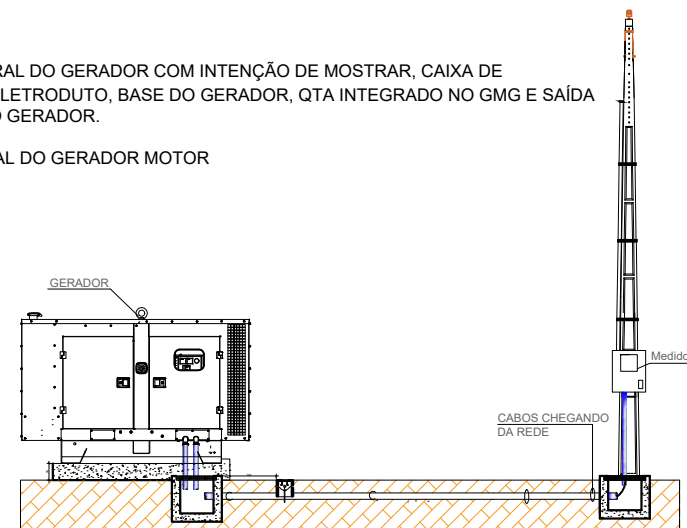 RAL DO GERADOR COM INTENÇÃO DE MOSTRAR, CAIXA DE
LETRODUTO, BASE DO GERADOR, QTA INTEGRADO NO GMG E SAÍDA
O GERADOR.
AL DO GERADOR MOTOR
GERADOR
Medido
CABOS CHEGANDO
DA REDE